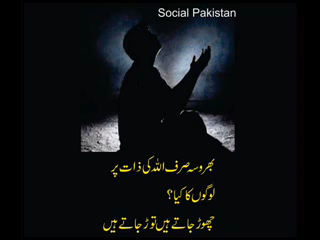 Social Pakistan
بھروسہ صرف اللہ کی ذات پر
لوگوں کا کیا؟
چھوڑ جاتے ہیں توڑ جاتے ہیں